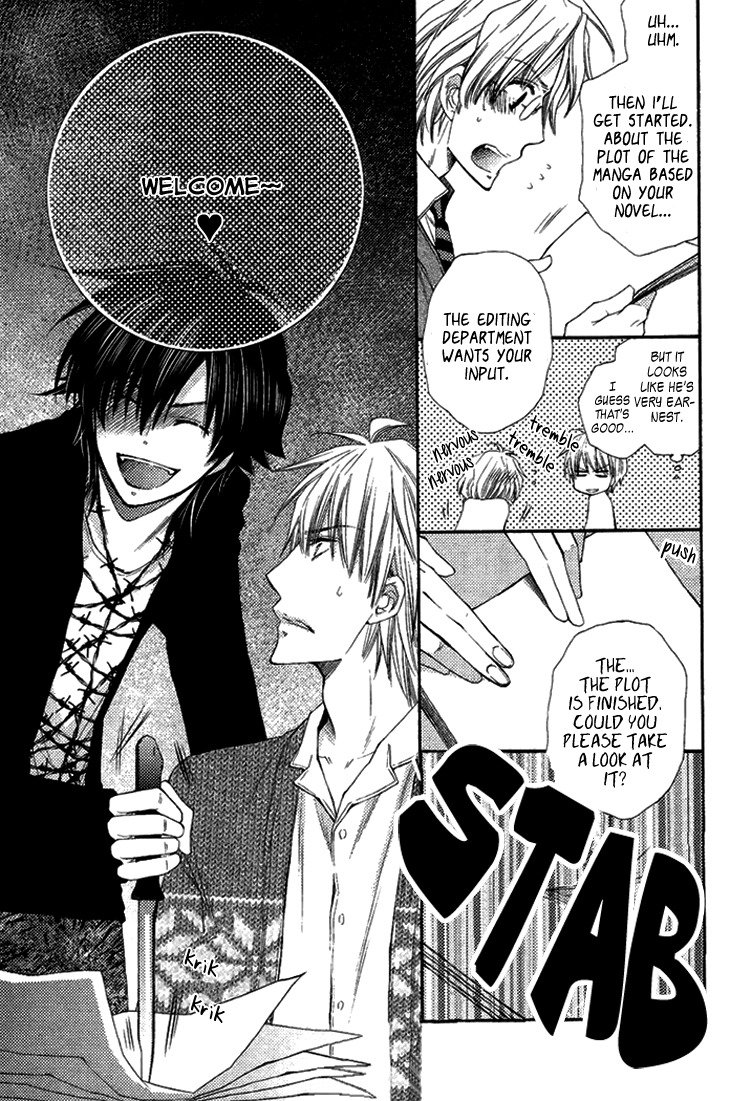 UH...
UHM.
THEN I'LL
GET STARTED.
ABOUT THE
PLOT OF THE
MANGA BASED
ON YOUR
NOVEL...
THE EDITING
DEPARTMENT
WANTS YOUR
INPUT.
BUT IT
LOOKS
LIKE HE'S
VERY EAR-
NEST.
I
GUESS
THAT'S
GOOD...
tremble
tremble
nervous
nervous
push
THE...
THE PLOT
IS FINISHED.
COULD YOU
PLEASE TAKE
A LOOK AT
IT?
STAB
WELCOME~
♥
krik
krik